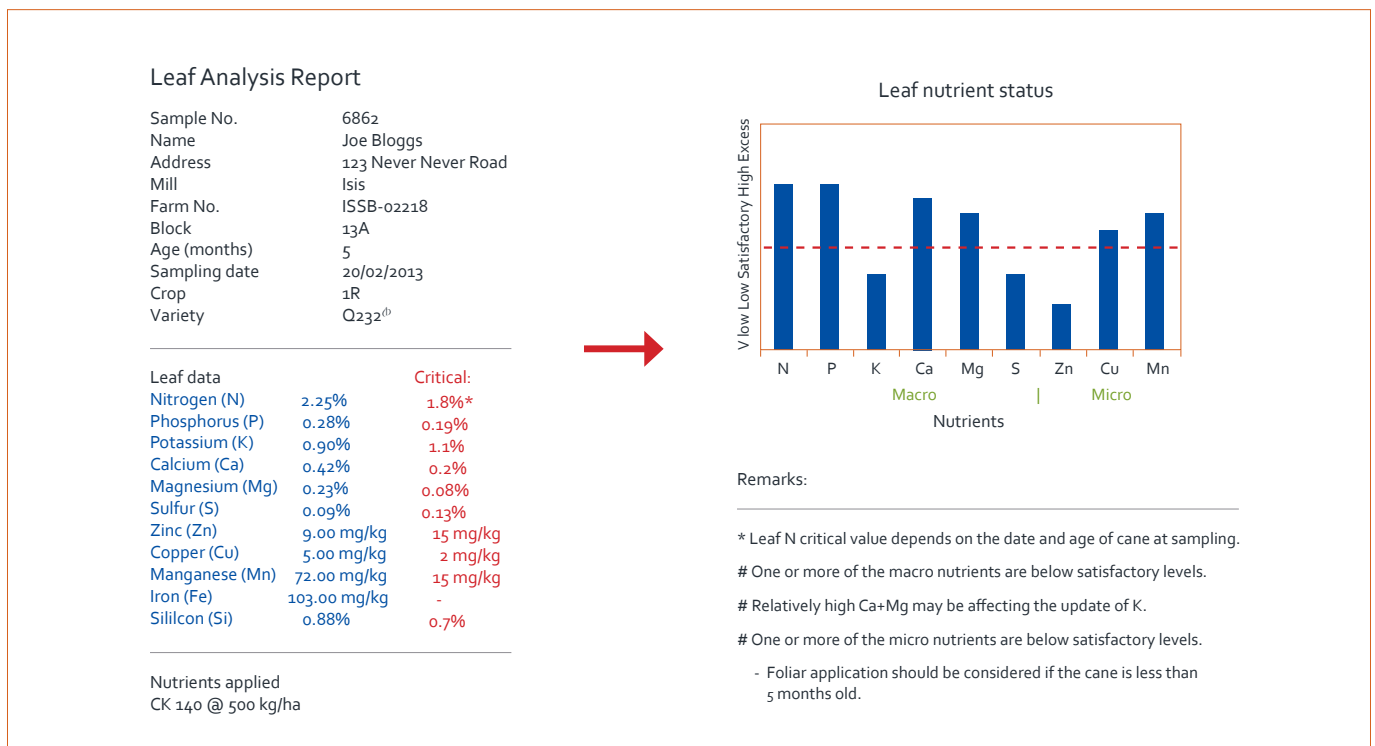 Leaf Analysis Report
Sample No. 6862
Name Joe Bloggs
Address 123 Never Never Road
Mill Isis
Farm No. ISSB-02218
Block 13A
Age (months) 5
Sampling date 20/02/2013
Crop 1R
Variety Q232
Leaf data Critical:
Nitrogen (N) 2.25% 1.8%*
Phosphorus (P) 0.28% 0.19%
Potassium (K) 0.90% 1.1%
Calcium (Ca) 0.42% 0.2%
Magnesium (Mg) 0.23% 0.08%
Sulfur (S) 0.09% 0.13%
Zinc (Zn) 9.00 mg/kg 15 mg/kg
Copper (Cu) 5.00 mg/kg 2 mg/kg
Manganese (Mn) 72.00 mg/kg 15 mg/kg
Iron (Fe) 103.00 mg/kg -
Sililcon (Si) 0.88% 0.7%
Nutrients applied
CK 140 @ 500 kg/ha
Leaf nutrient status
V low Low Satisfactory High Excess
N P K Ca Mg S Zn Cu Mn
Macro | Micro
Nutrients
Remarks:
* Leaf N critical value depends on the date and age of cane at sampling.
# One or more of the macro nutrients are below satisfactory levels.
# Relatively high Ca+Mg may be affecting the update of K.
# One or more of the micro nutrients are below satisfactory levels.
- Foliar application should be considered if the cane is less than
5 months old.